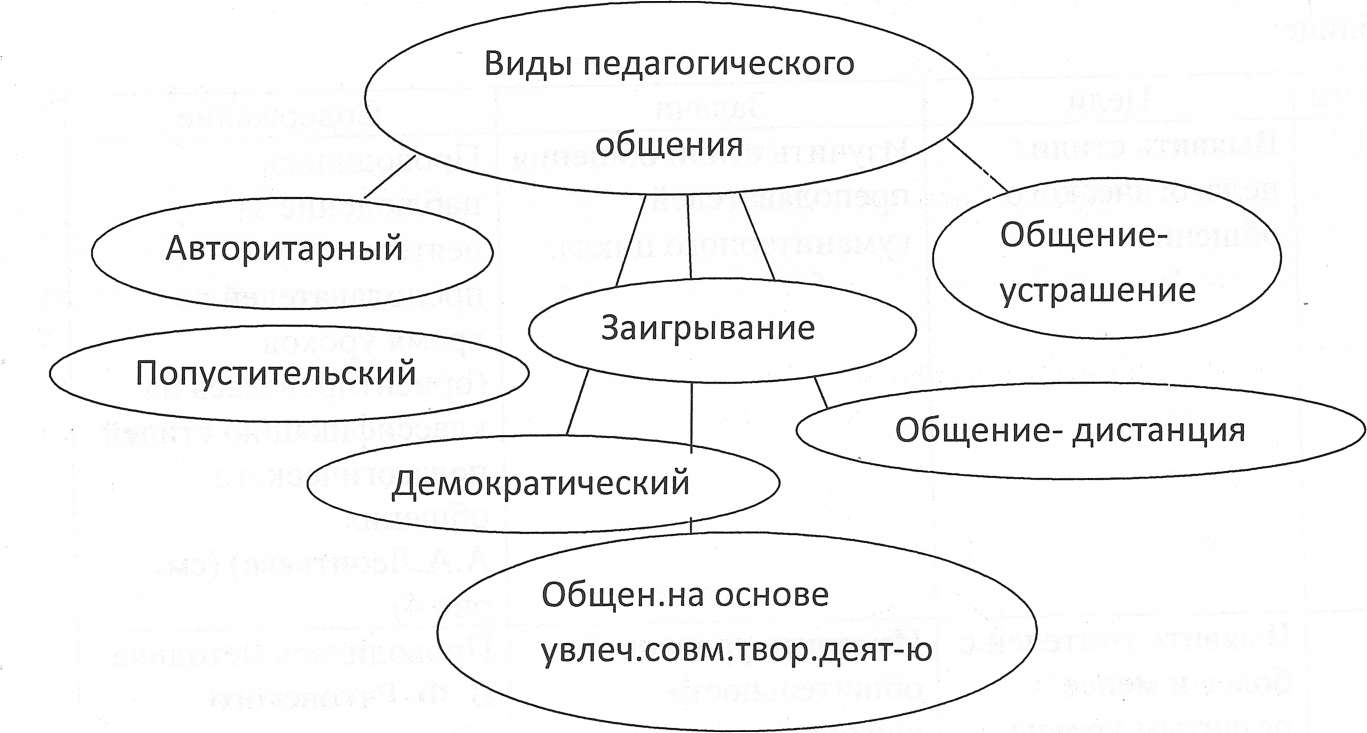 Виды педагогического
общения
Авторитарный
Общение-
устрашение
Заигрывание
Попустительский
Общение- дистанция
Демократический
Общен.на основе
увлеч.совм.твор.деят-ю